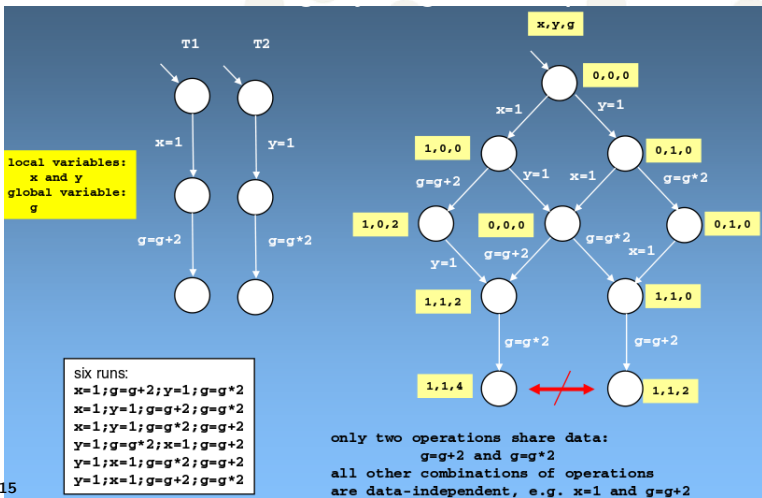 x,y,g
T1 T2
0,0,0
x=1 y=1
x=1 y=1
1,0,0 0,1,0
local variables:
x and y
global variable:
g
g=g+2 y=1 x=1 g=g*2
1,0,2 0,0,0 0,1,0
g=g+2 g=g*2
y=1 g=g+2 g=g*2 x=1
1,1,2 1,1,0
g=g*2 g=g+2
1,1,4 1,1,2
six runs:
x=1;g=g+2;y=1;g=g*2
x=1;y=1;g=g+2;g=g*2
x=1;y=1;g=g*2;g=g+2
y=1;g=g*2;x=1;g=g+2
y=1;x=1;g=g*2;g=g+2
y=1;x=1;g=g+2;g=g*2
only two operations share data:
g=g+2 and g=g*2
all other combinations of operations
are data-independent, e.g. x=1 and g=g+2
15